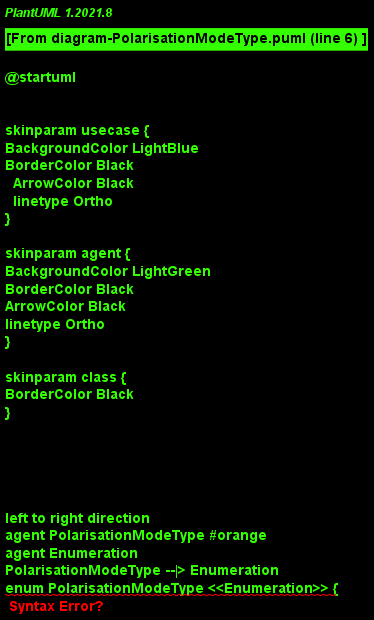 PlantUML 1.2021.8
[From diagram-PolarisationModeType.puml (line 6) ]
@startuml
skinparam usecase {
BackgroundColor LightBlue
BorderColor Black
ArrowColor Black
linetype Ortho
}
skinparam agent {
BackgroundColor LightGreen
BorderColor Black
ArrowColor Black
linetype Ortho
}
skinparam class {
BorderColor Black
}
left to right direction
agent PolarisationModeType #orange
agent Enumeration
PolarisationModeType --|> Enumeration
enum PolarisationModeType <<Enumeration>> {
Syntax Error?